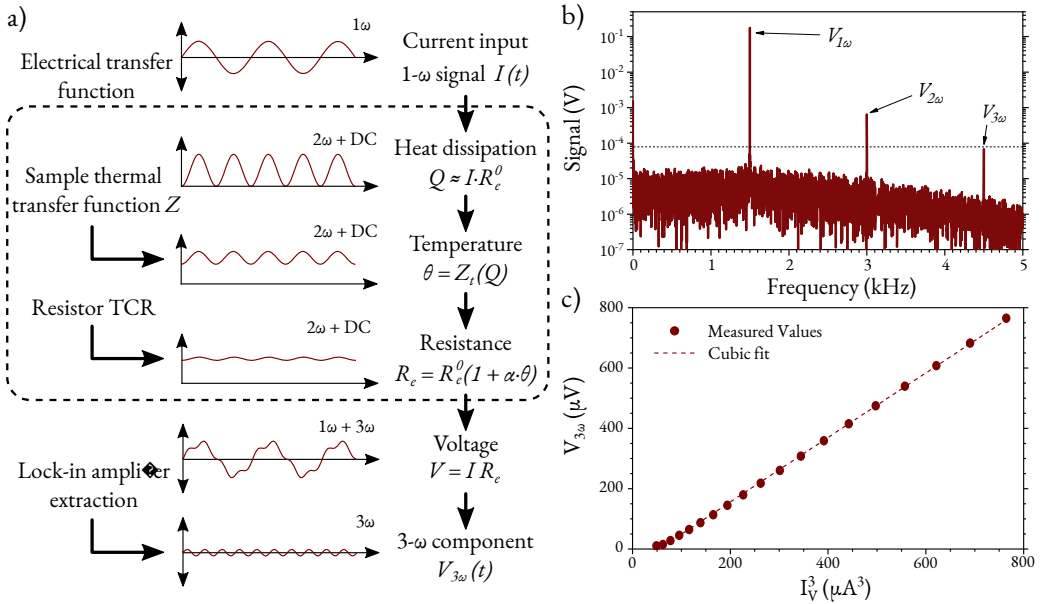 a)
1ω
Electrical transfer
function
Current input
1-ω signal I(t)
2ω + DC
Heat dissipation
Q ≈ I·R_e^0
Sample thermal
transfer function Z
2ω + DC
Temperature
θ = Z_t(Q)
Resistor TCR
2ω + DC
Resistance
R_e = R_e^0(1 + α·θ)
1ω + 3ω
Voltage
V = I R_e
Lock-in ampli�er
extraction
3ω
3-ω component
V_3ω(t)
b)
Signal (V)
10^-1
10^-2
10^-3
10^-4
10^-5
10^-6
10^-7
V_1ω
V_2ω
V_3ω
0 1 2 3 4 5
Frequency (kHz)
c)
V_3ω (µV)
800
600
400
200
0
Measured Values
Cubic fit
0 200 400 600 800
I_V^3 (µA^3)